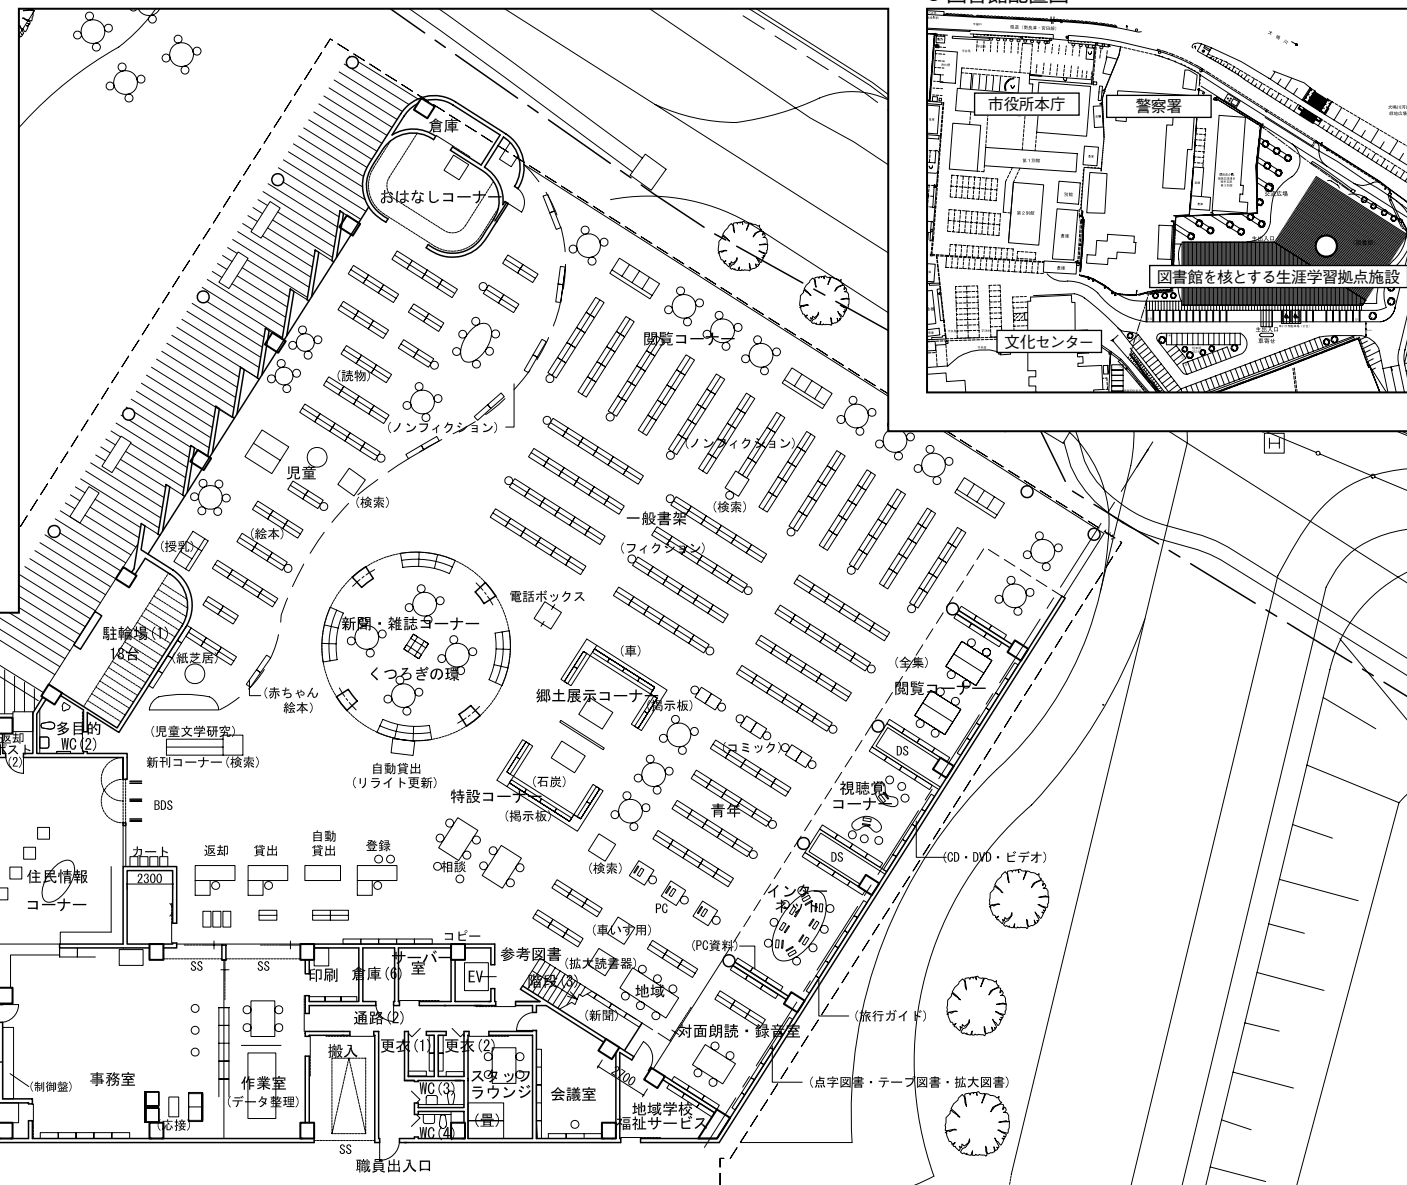 倉庫
おはなしコーナー
閲覧コーナー
(読物)
(ノンフィクション)
(ノンフィクション)
児童
(検索)
(検索)
一般書架
(フィクション)
(絵本)
(授乳)
電話ボックス
新聞・雑誌コーナー
くつろぎの環
駐輪場(1)
18台
(紙芝居)
(車)
郷土展示コーナー
(掲示板)
(全集)
閲覧コーナー
(赤ちゃん
絵本)
多目的
WC(2)
返却
(2)
(児童文学研究)
新刊コーナー(検索)
自動貸出
(リライト更新)
(コミック)
DS
(石炭)
特設コーナー
(掲示板)
視聴覚
コーナー
青年
BDS
カート
返却
貸出
自動
貸出
登録
相談
(検索)
DS
(CD・DVD・ビデオ)
2300
住民情報
コーナー
PC
インターネット
(車いす用)
(PC資料)
コピー
参考図書
(拡大読書器)
SS
SS
印刷
倉庫(6)
サーバー
室
EV
階段(3)
地域
(新聞)
(旅行ガイド)
対面朗読・録音室
通路(2)
搬入
更衣(1)
更衣(2)
事務室
(制御盤)
作業室
(データ整理)
スタッフ
ラウンジ
WC(3)
会議室
2700
(点字図書・テープ図書・拡大図書)
地域学校
福祉サービス
(応接)
(畳)
WC(4)
SS
職員出入口
市役所本庁
警察署
図書館を核とする生涯学習拠点施設
文化センター